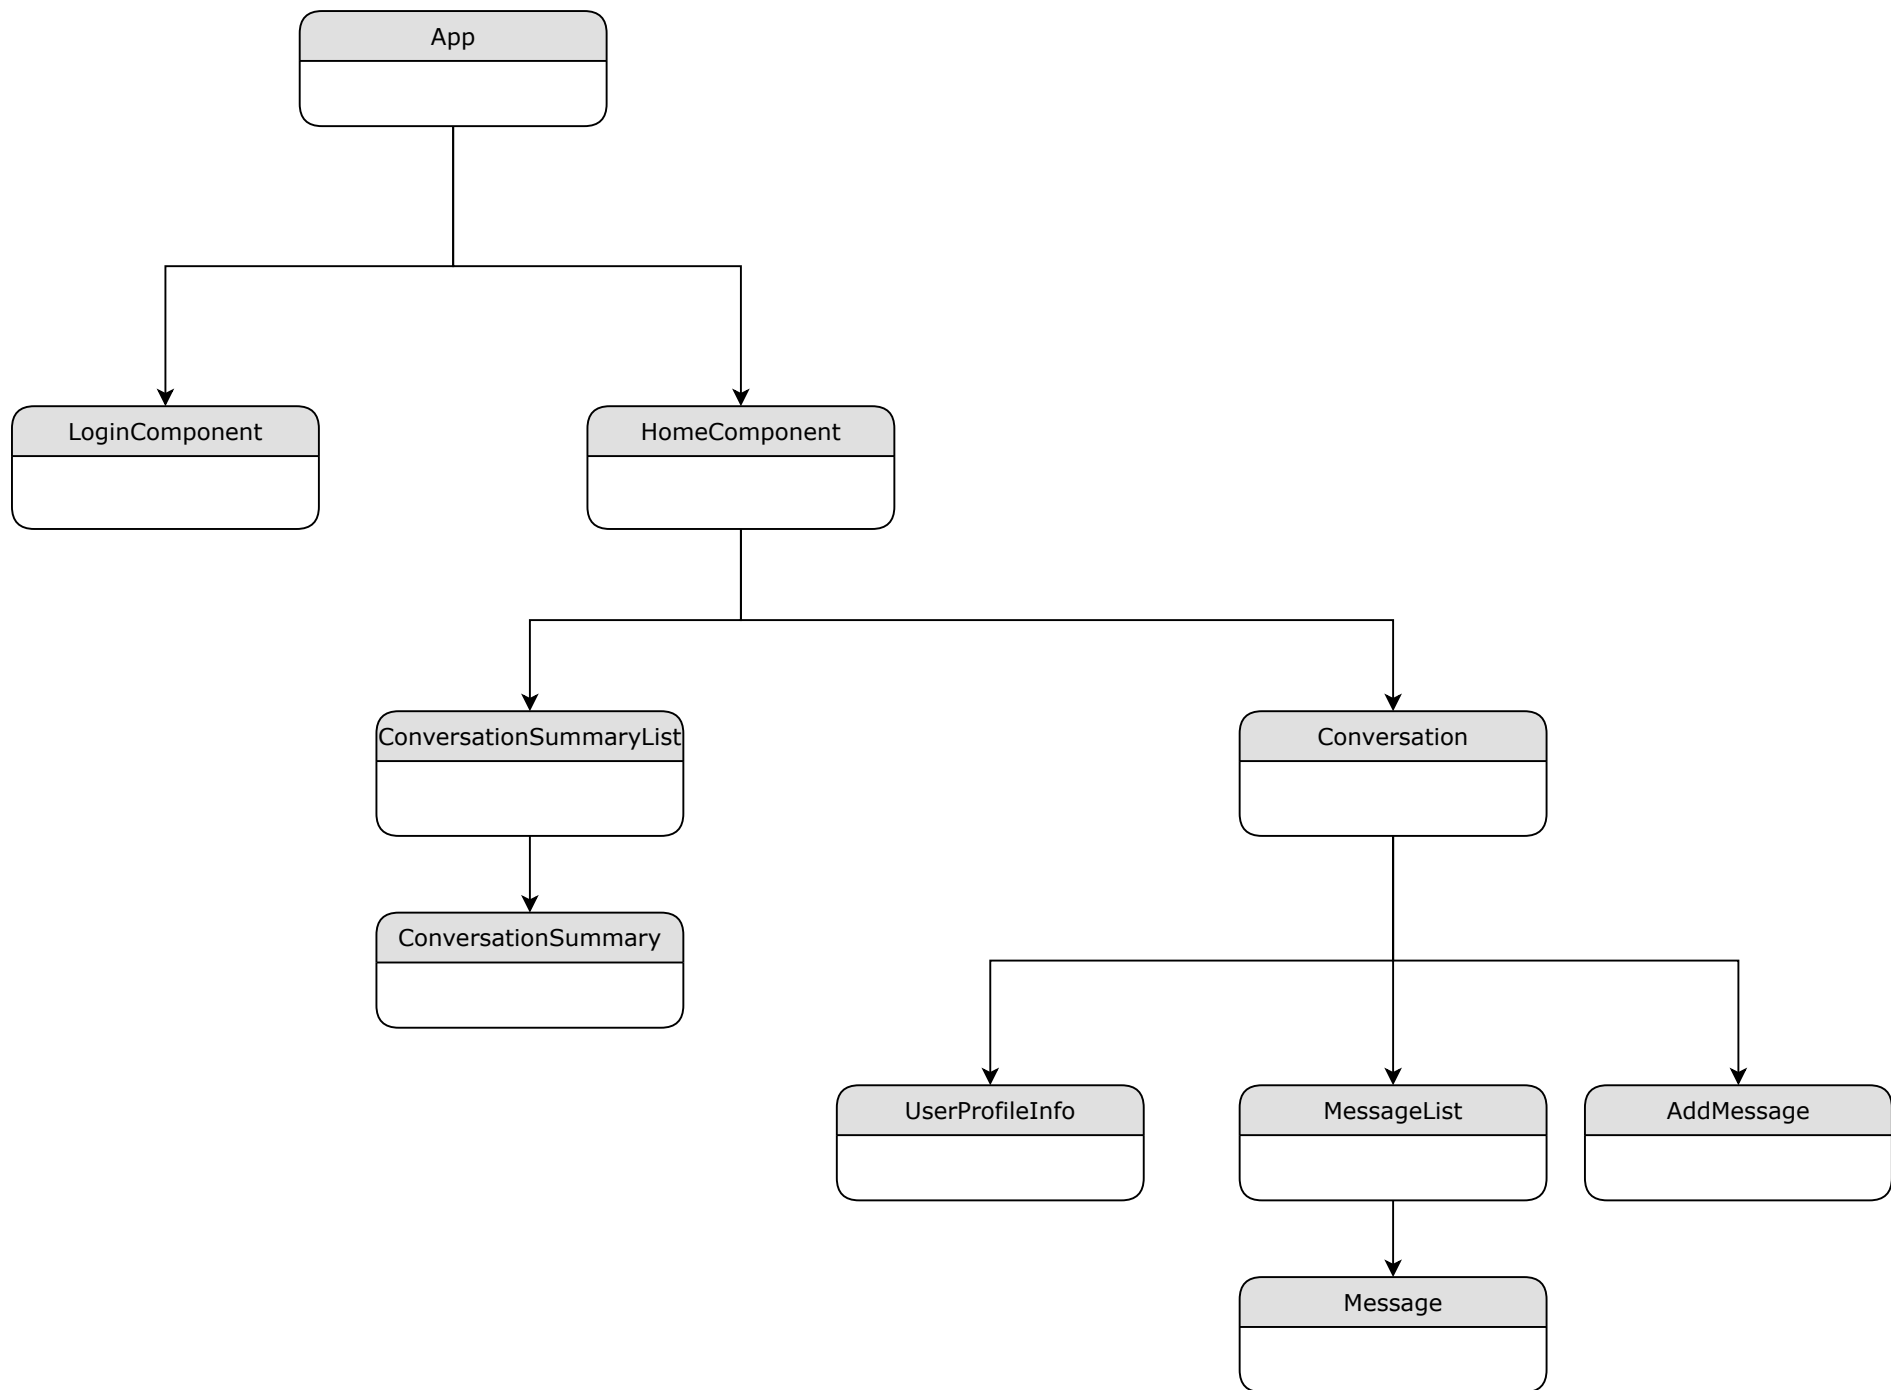 App
LoginComponent
HomeComponent
ConversationSummaryList
Conversation
ConversationSummary
UserProfileInfo
MessageList
AddMessage
Message